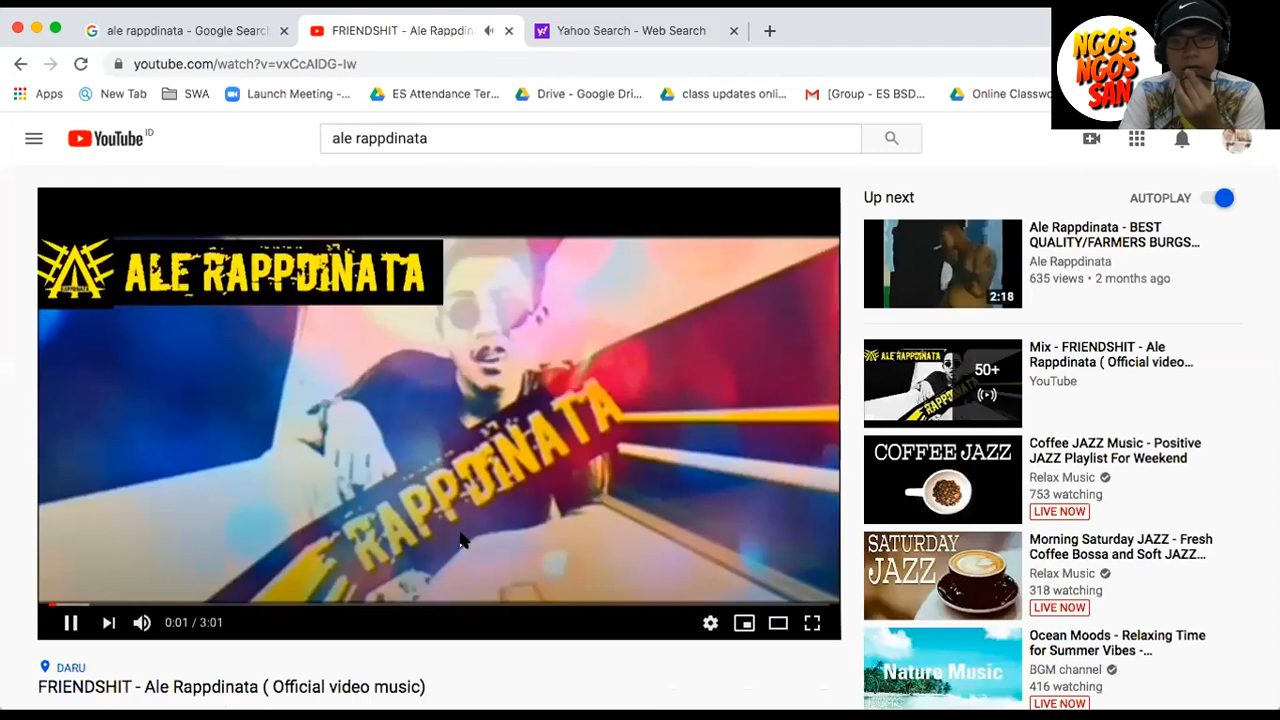 ale rappdinata - Google Search
FRIENDSHIT - Ale Rappdin
Yahoo Search - Web Search
youtube.com/watch?v=vxCcAIDG-Iw
Apps
New Tab
SWA
Launch Meeting -...
ES Attendance Ter...
Drive - Google Dri...
class updates onli...
[Group - ES BSD...
Online Classw
NGOS
NGOS
SAN
YouTube ID
ale rappdinata
ALE RAPPDINATA
RAPPDINATA
RAPPDINATA
0:01 / 3:01
DARU
FRIENDSHIT - Ale Rappdinata ( Official video music)
Up next
AUTOPLAY
2:18
Ale Rappdinata - BEST
QUALITY/FARMERS BURGS...
Ale Rappdinata
635 views • 2 months ago
ALE RAPPDINATA
50+
RAPPDINATA
Mix - FRIENDSHIT - Ale
Rappdinata ( Official video...
YouTube
COFFEE JAZZ
Coffee JAZZ Music - Positive
JAZZ Playlist For Weekend
Relax Music
753 watching
LIVE NOW
SATURDAY
JAZZ
Morning Saturday JAZZ - Fresh
Coffee Bossa and Soft JAZZ...
Relax Music
318 watching
LIVE NOW
Nature Music
Ocean Moods - Relaxing Time
for Summer Vibes -...
BGM channel
416 watching
LIVE NOW